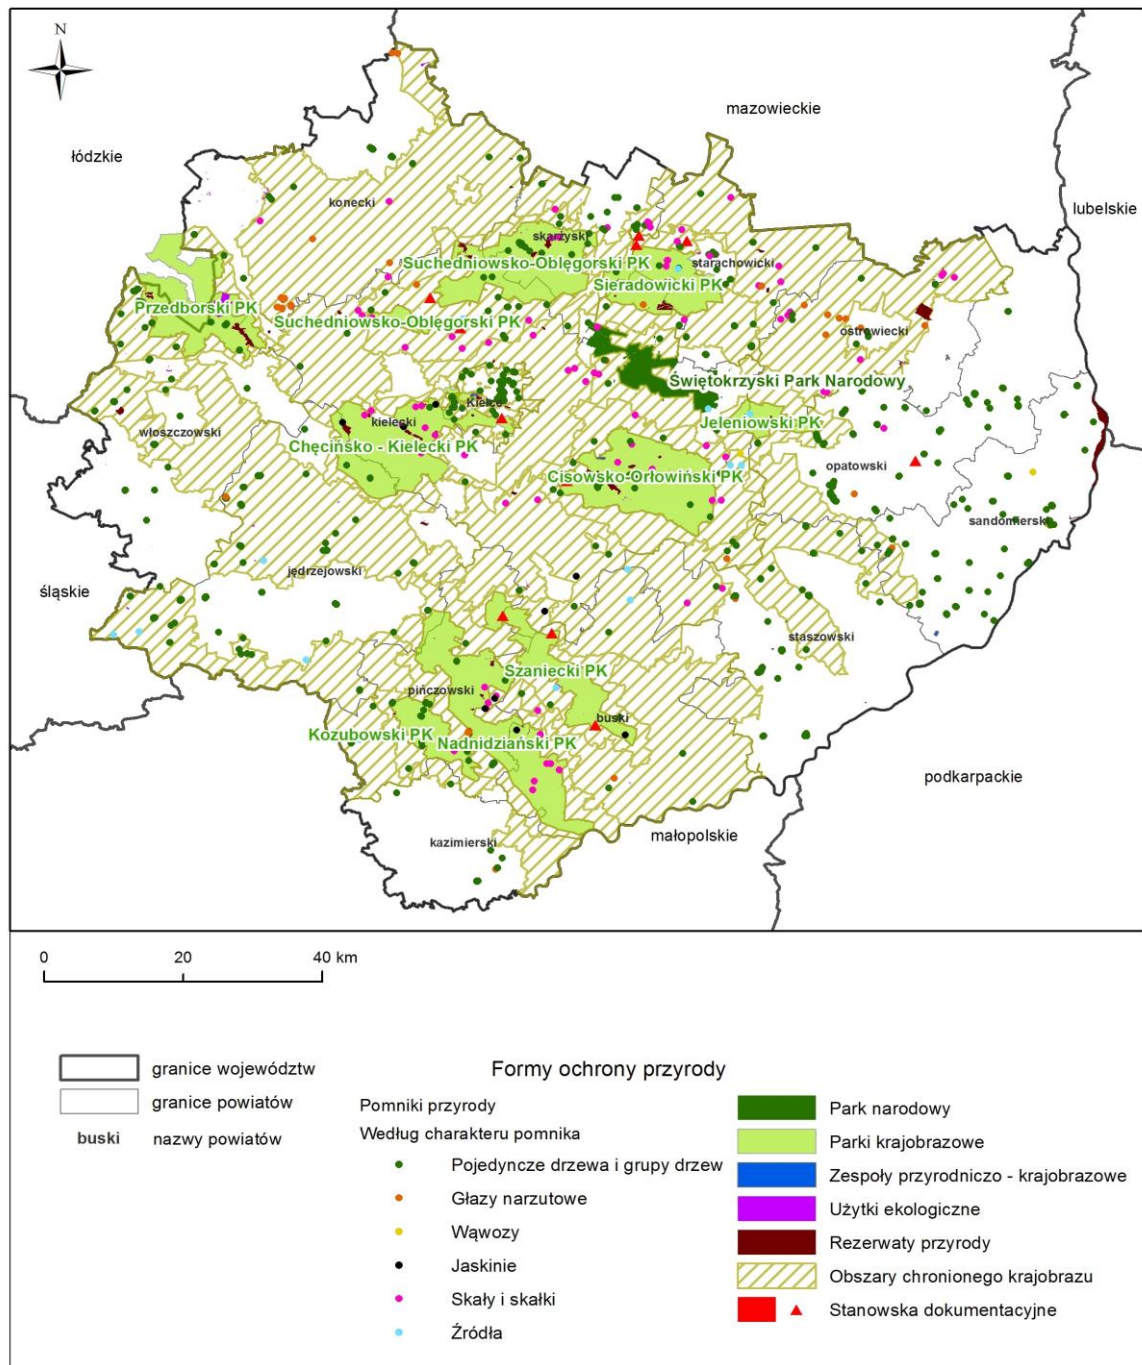 N
mazowieckie
łódzkie
lubelskie
konecki
skarżyski
Suchedniowsko-Oblęgorski PK
starachowicki
Sieradowicki PK
Przedborski PK
Suchedniowsko-Oblęgorski PK
ostrowiecki
Świętokrzyski Park Narodowy
Kielce
kielecki
Jeleniowski PK
włoszczowski
Chęcińsko - Kielecki PK
opatowski
Cisowsko-Orłowiński PK
sandomierski
jędrzejowski
śląskie
staszowski
Szaniecki PK
pińczowski
buski
Kozubowski PK
Nadnidziański PK
podkarpackie
małopolskie
kazimierski
0 20 40 km
granice województw
granice powiatów
buski nazwy powiatów
Formy ochrony przyrody
Pomniki przyrody
Według charakteru pomnika
Pojedyncze drzewa i grupy drzew
Głazy narzutowe
Wąwozy
Jaskinie
Skały i skałki
Źródła
Park narodowy
Parki krajobrazowe
Zespoły przyrodniczo - krajobrazowe
Użytki ekologiczne
Rezerwaty przyrody
Obszary chronionego krajobrazu
Stanowska dokumentacyjne